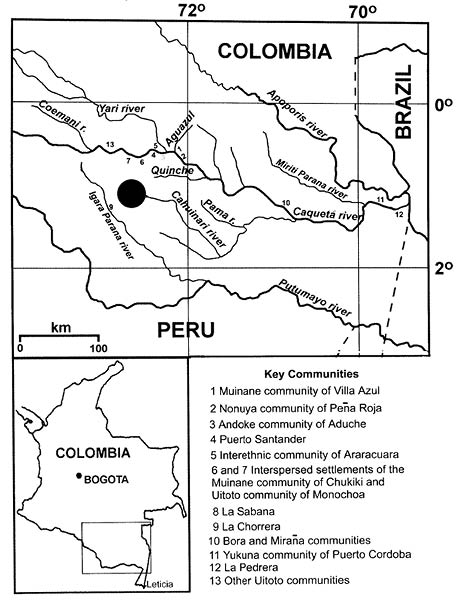 72º
70º
COLOMBIA
BRAZIL
0º
Apoporis river
Yari river
Coemani r.
Aguazul
13
5
4
1
2
7
6
Quinche
Miriti Parana river
9
Igara Parana river
Cahuinari river
Pama r.
10
Caquetá river
11
12
2º
Putumayo river
km
0
100
PERU
COLOMBIA
BOGOTA
Leticia
Key Communities
1 Muinane community of Villa Azul
2 Nonuya community of Peña Roja
3 Andoke community of Aduche
4 Puerto Santander
5 Interethnic community of Araracuara
6 and 7 Interspersed settlements of the
Muinane community of Chukiki and
Uitoto community of Monochoa
8 La Sabana
9 La Chorrera
10 Bora and Miraña communities
11 Yukuna community of Puerto Cordoba
12 La Pedrera
13 Other Uitoto communities